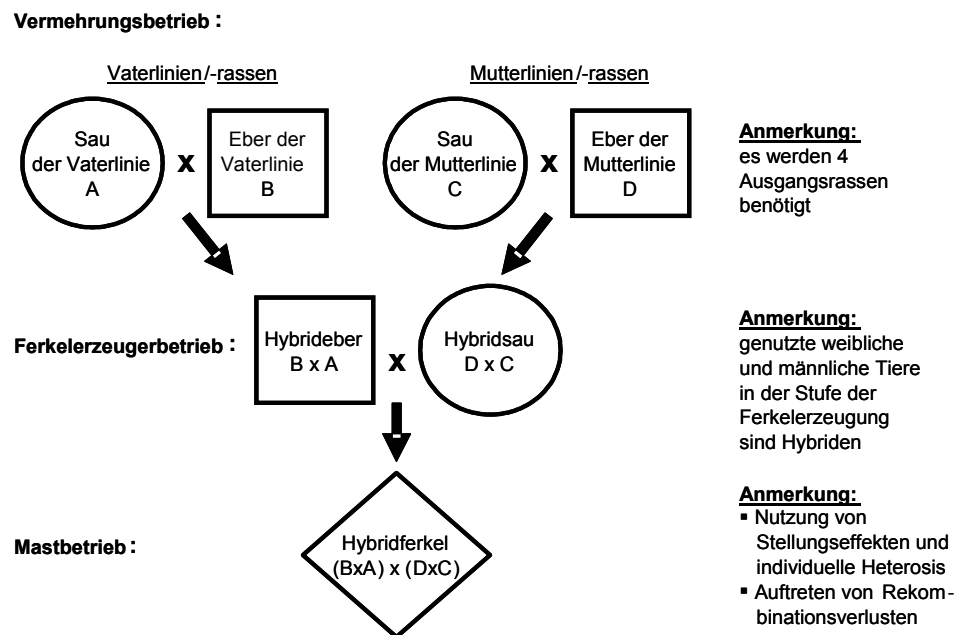 Vermehrungsbetrieb :
Vaterlinien/-rassen
Mutterlinien/-rassen
Sau
der Vaterlinie
A
X
Eber der
Vaterlinie
B
Sau
der Mutterlinie
C
X
Eber der
Mutterlinie
D
Anmerkung:
es werden 4
Ausgangsrassen
benötigt
Ferkelerzeugerbetrieb :
Hybrideber
B x A
X
Hybridsau
D x C
Anmerkung:
genutzte weibliche
und männliche Tiere
in der Stufe der
Ferkelerzeugung
sind Hybriden
Mastbetrieb :
Hybridferkel
(BxA) x (DxC)
Anmerkung:
▪ Nutzung von
Stellungseffekten und
individuelle Heterosis
▪ Auftreten von Rekom-
binationsverlusten